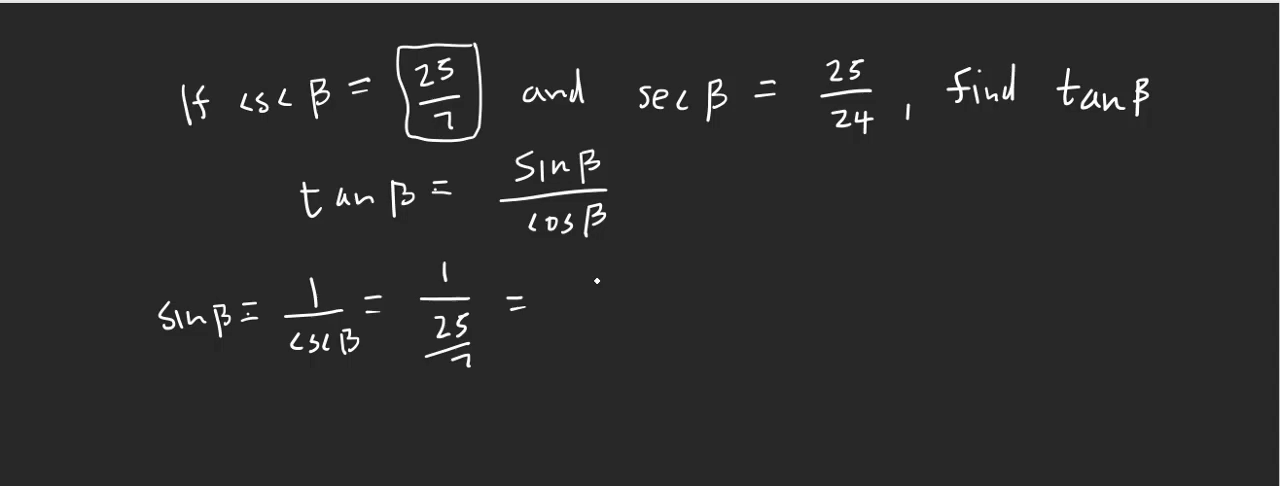 If csc β = 25/7 and sec β = 25/24, find tan β
tan β = sin β / cos β
sin β = 1 / csc β = 1 / (25/7) =